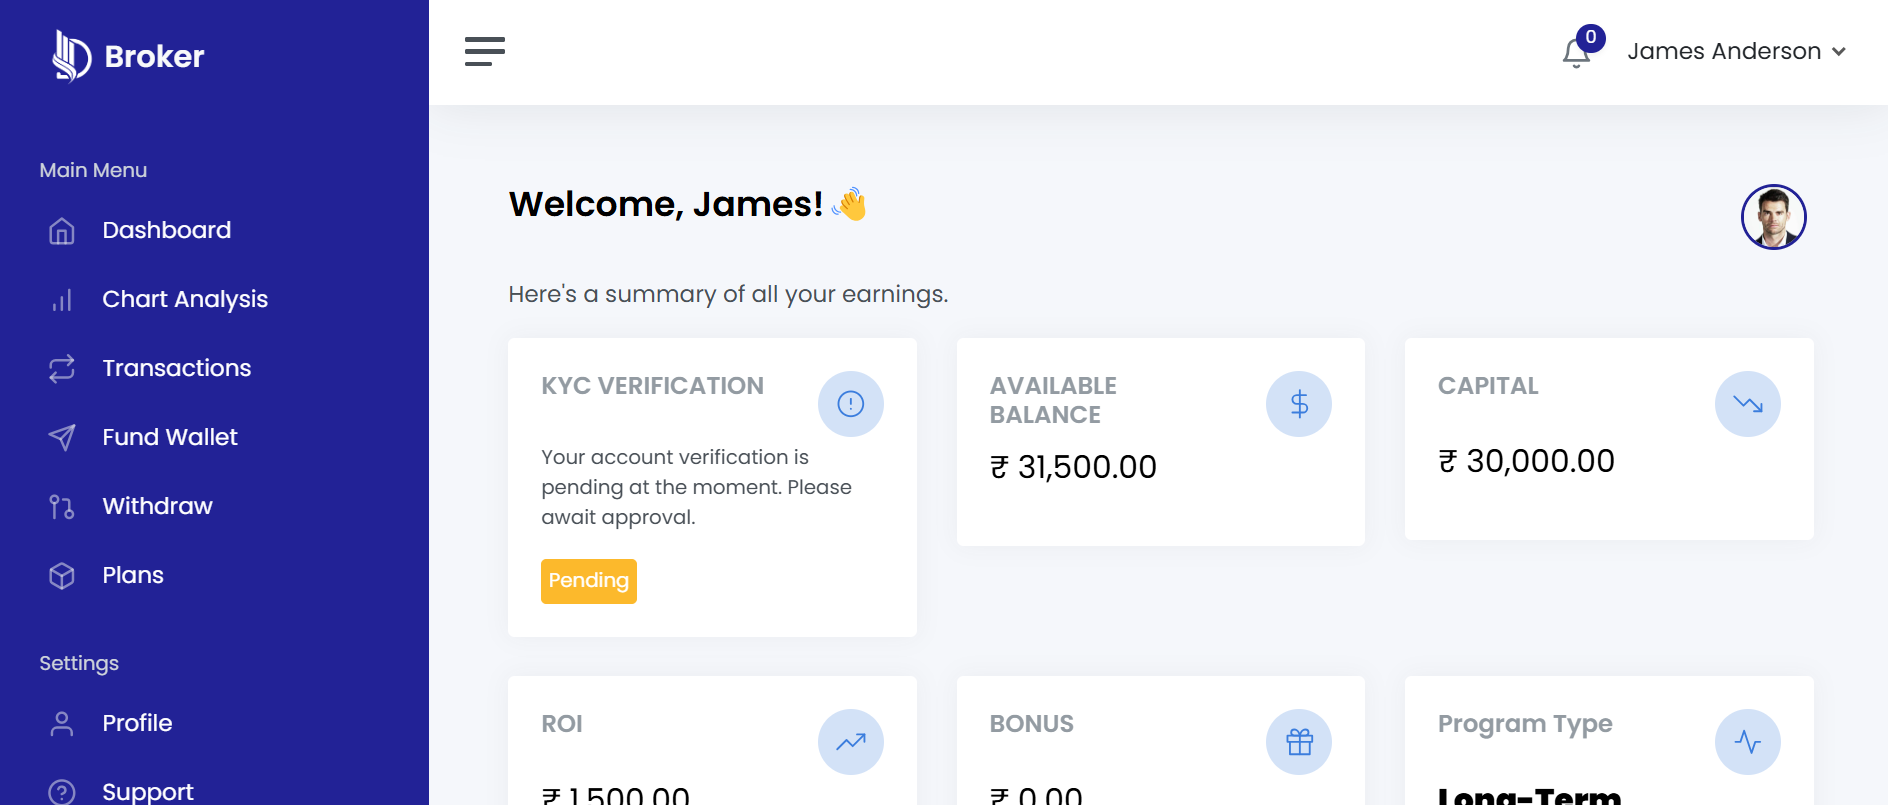 Broker
0
James Anderson
Main Menu
Dashboard
Chart Analysis
Transactions
Fund Wallet
Withdraw
Plans
Settings
Profile
Support
Welcome, James! 👋
Here's a summary of all your earnings.
KYC VERIFICATION
Your account verification is
pending at the moment. Please
await approval.
Pending
AVAILABLE
BALANCE
₹ 31,500.00
CAPITAL
₹ 30,000.00
ROI
₹ 1,500.00
BONUS
₹ 0.00
Program Type
Long-Term